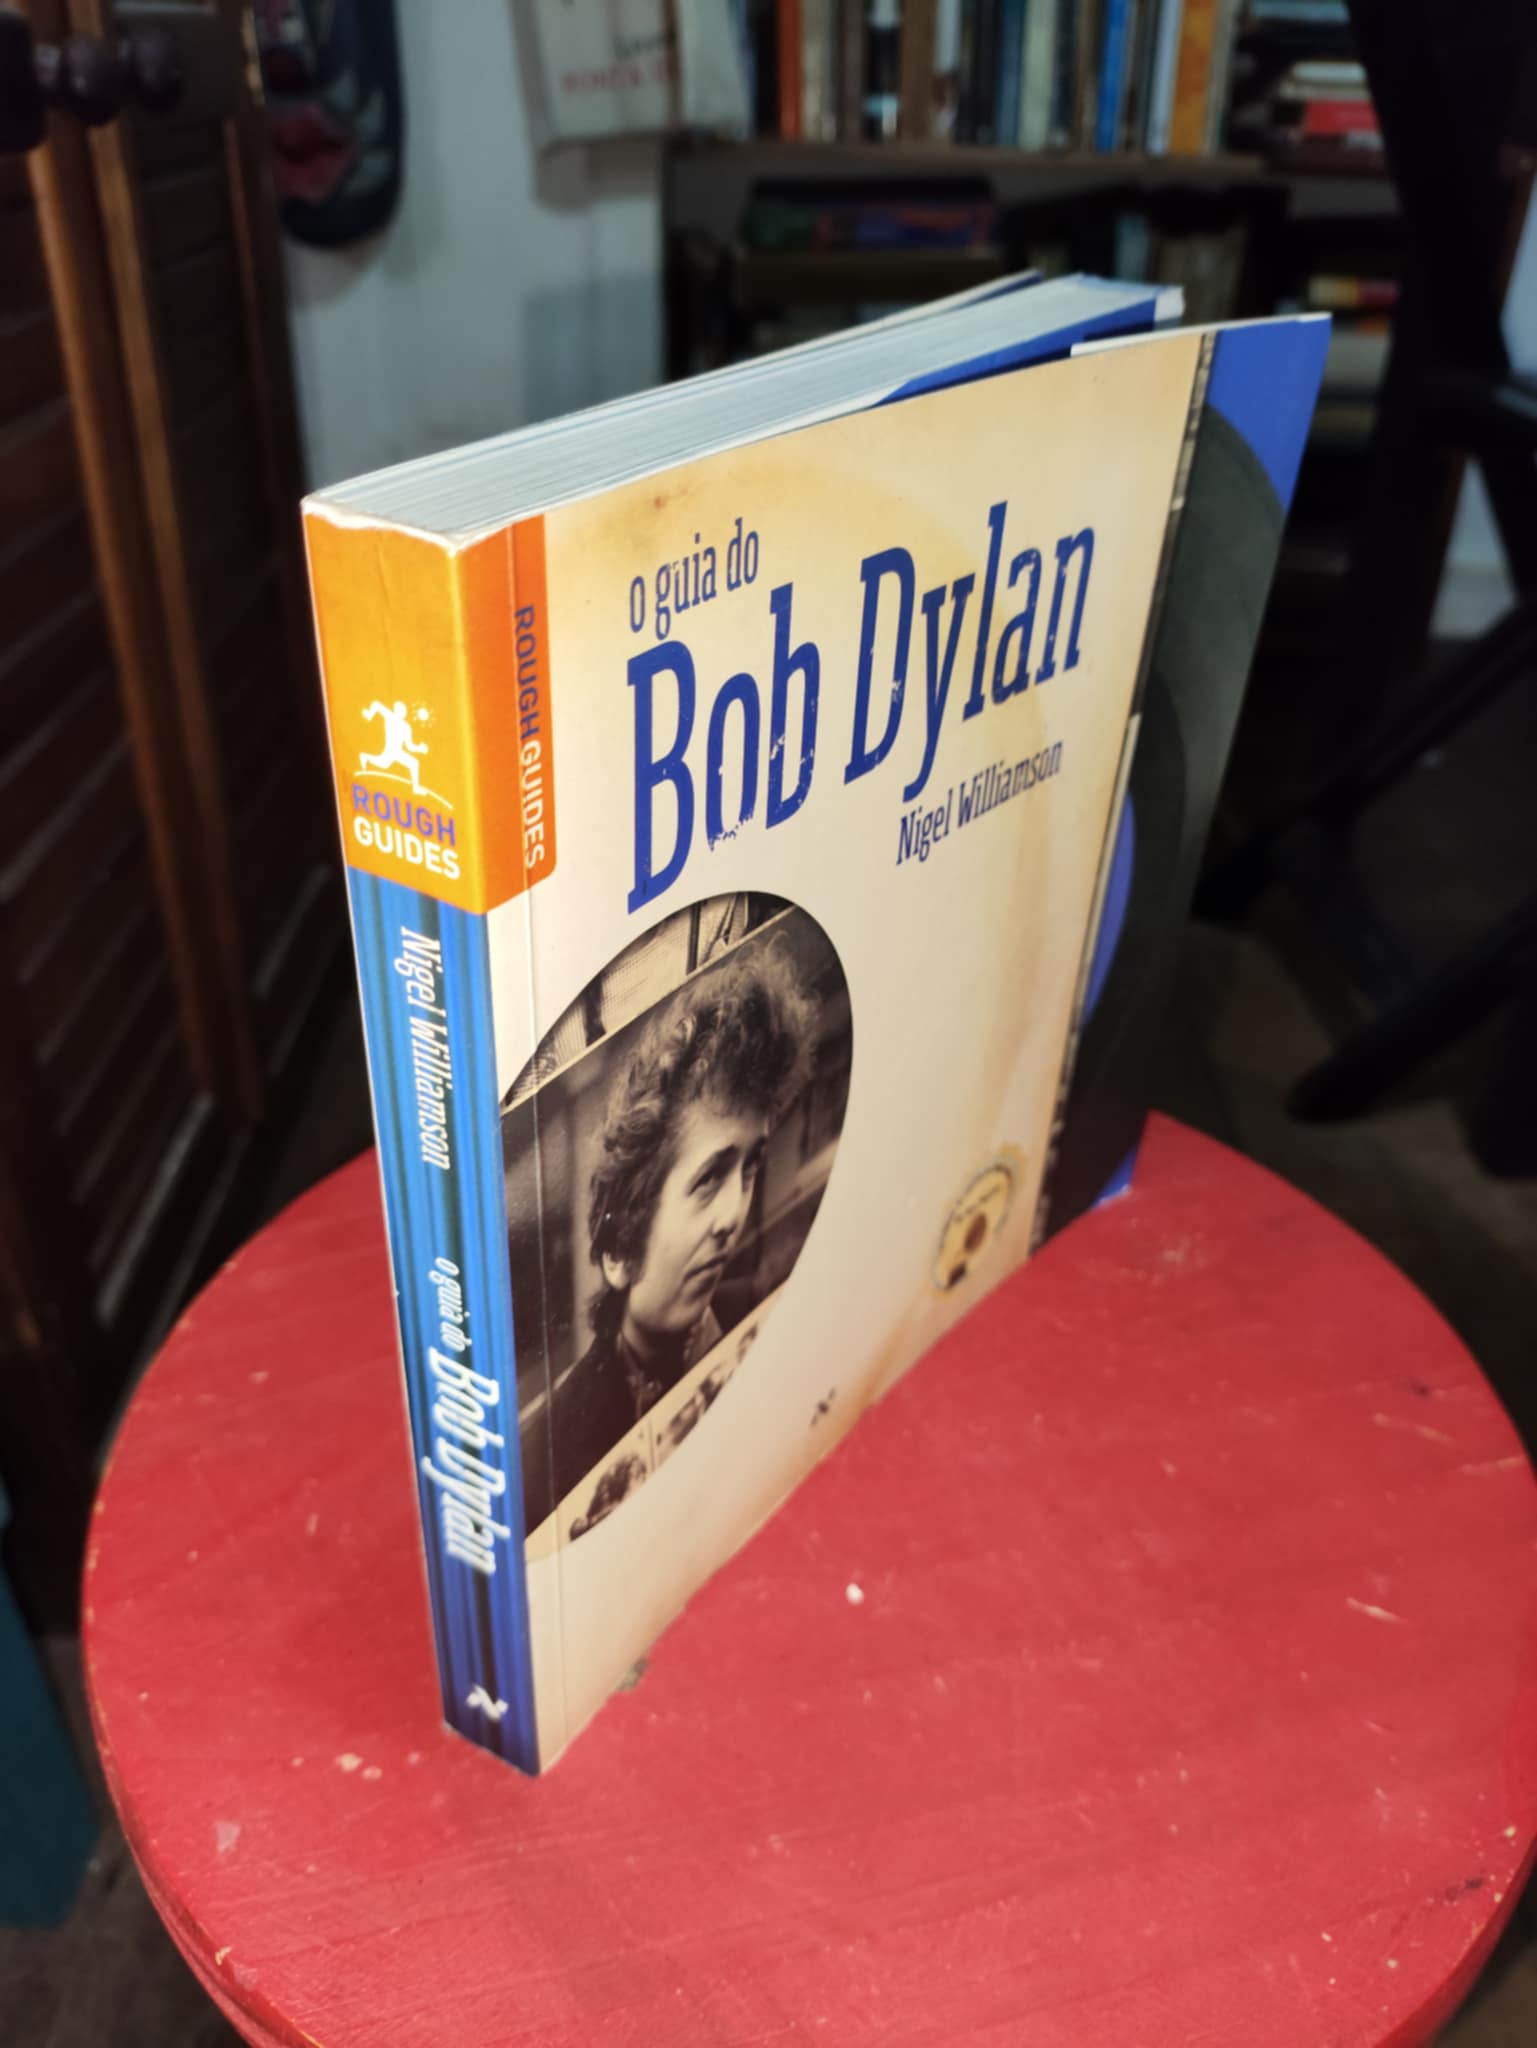 ROUGH
GUIDES
Nigel Williamson
o guia do Bob Dylan
ROUGH GUIDES
o guia do
Bob Dylan
Nigel Williamson